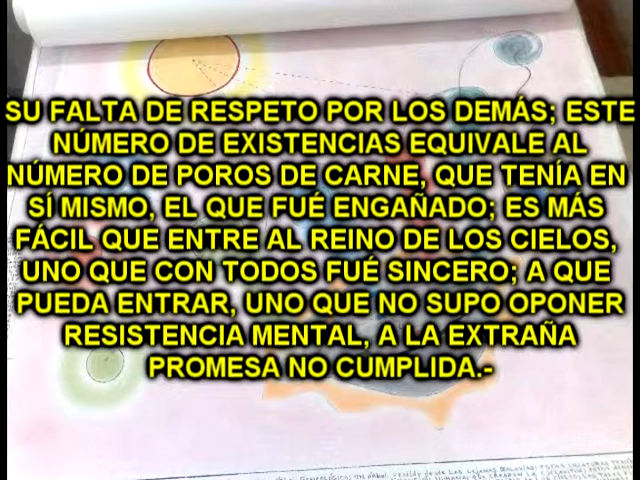 SU FALTA DE RESPETO POR LOS DEMÁS; ESTE
NÚMERO DE EXISTENCIAS EQUIVALE AL
NÚMERO DE POROS DE CARNE, QUE TENÍA EN
SÍ MISMO, EL QUE FUÉ ENGAÑADO; ES MÁS
FÁCIL QUE ENTRE AL REINO DE LOS CIELOS,
UNO QUE CON TODOS FUÉ SINCERO; A QUE
PUEDA ENTRAR, UNO QUE NO SUPO OPONER
RESISTENCIA MENTAL, A LA EXTRAÑA
PROMESA NO CUMPLIDA.-